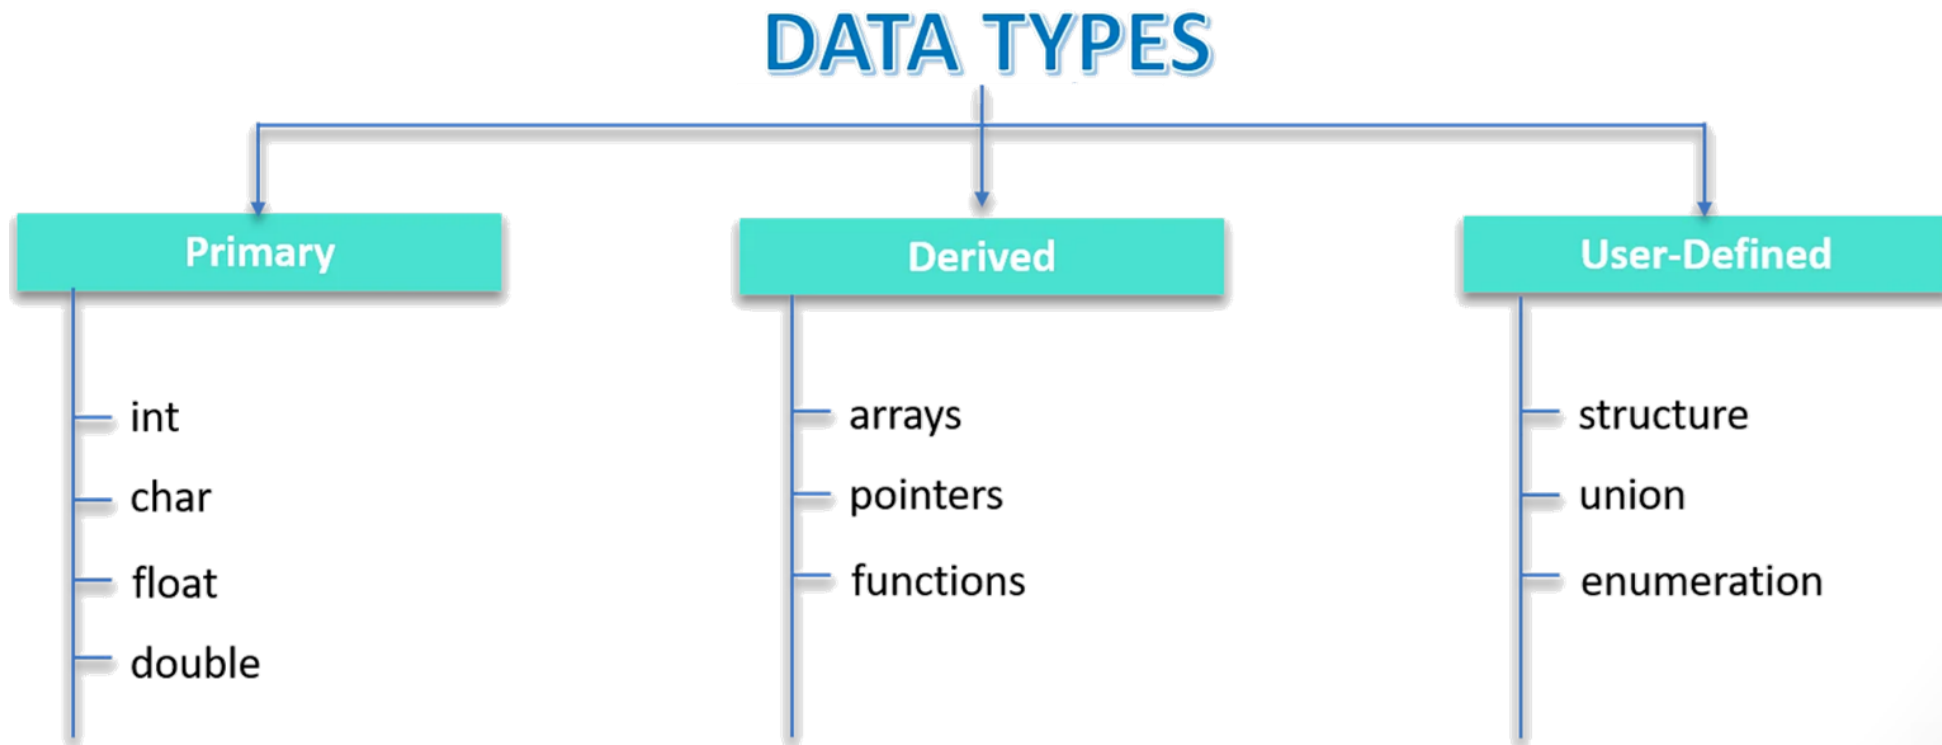 DATA TYPES
Primary
int
char
float
double
Derived
arrays
pointers
functions
User-Defined
structure
union
enumeration